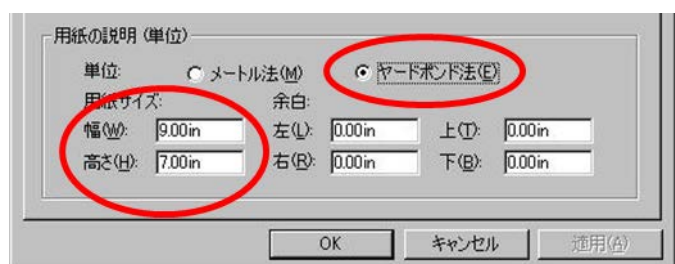 用紙の説明 (単位)
単位: メートル法(M) ヤードポンド法(E)
用紙サイズ: 余白:
幅(W): 9.00in 左(L): 0.00in 上(T): 0.00in
高さ(H): 7.00in 右(R): 0.00in 下(B): 0.00in
OK キャンセル 適用(A)